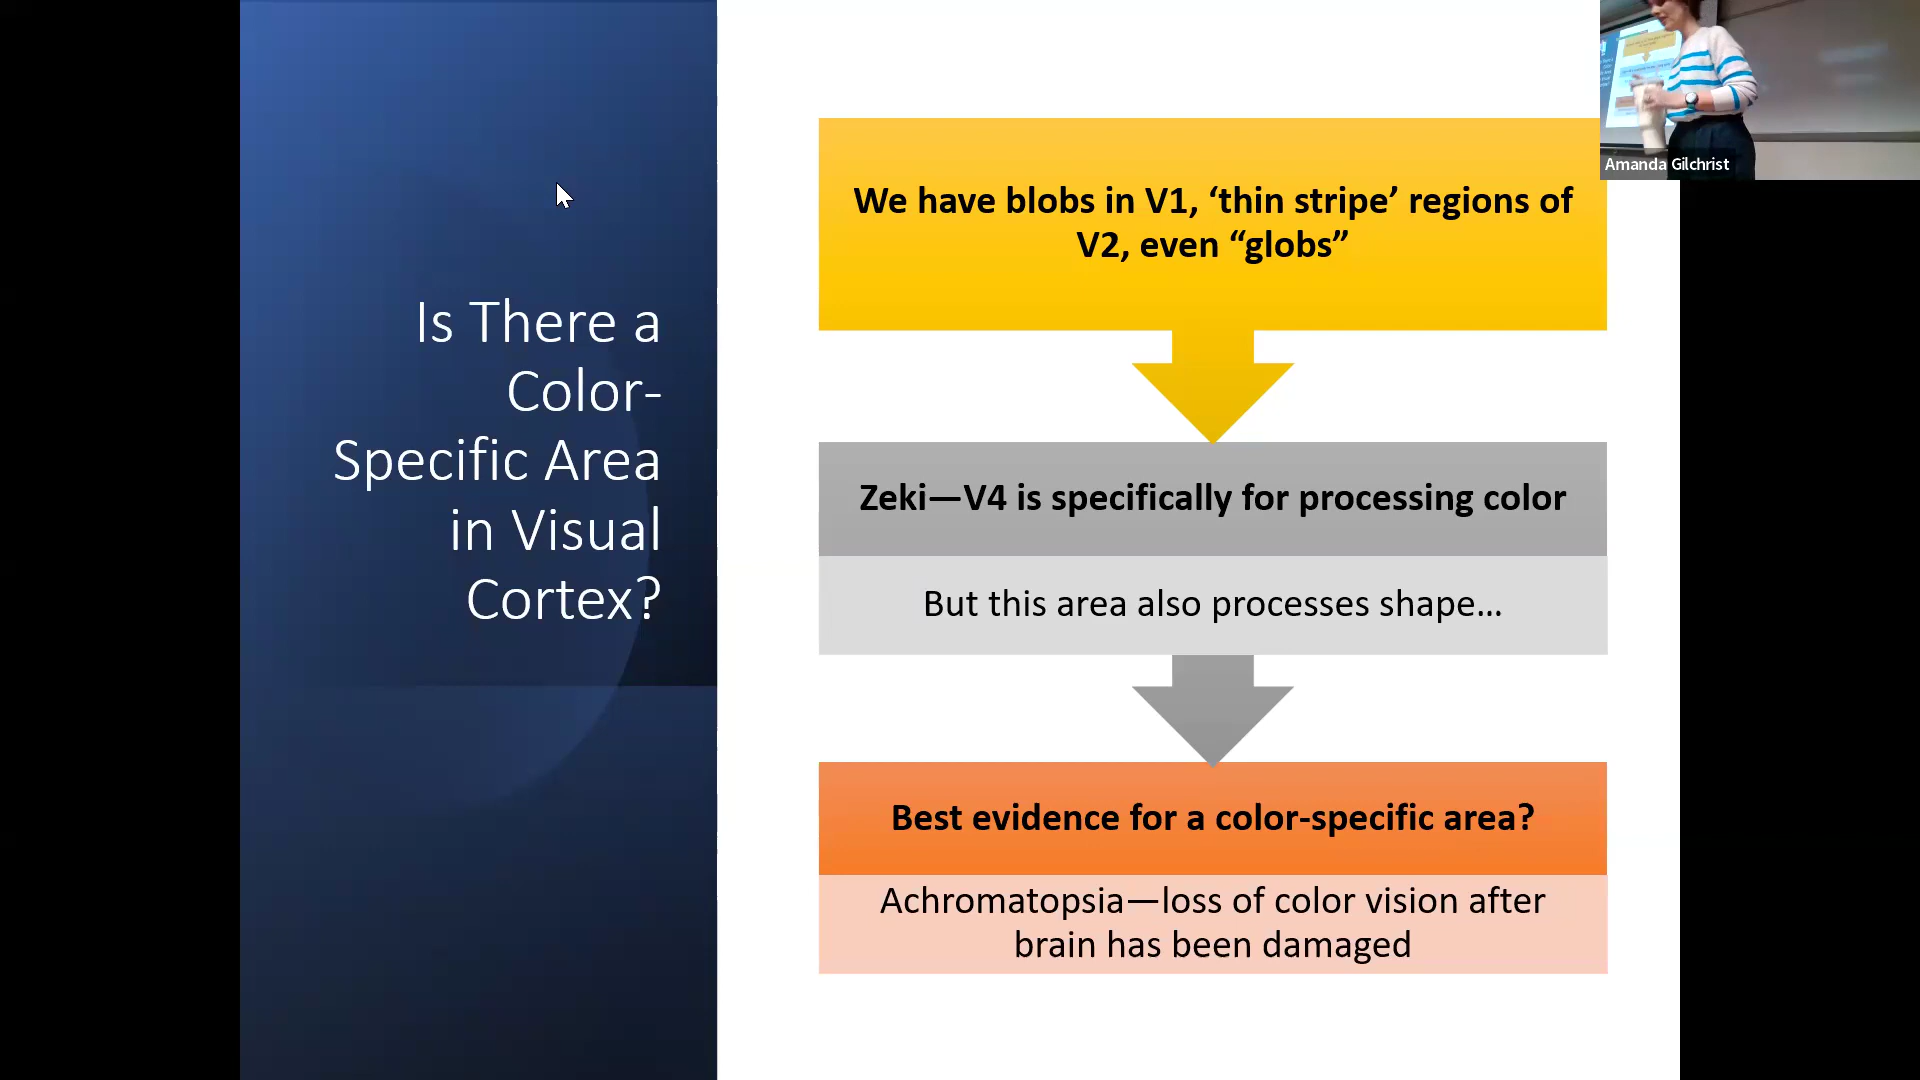 Is There a
Color-
Specific Area
in Visual
Cortex?
We have blobs in V1, ‘thin stripe’ regions of
V2, even “globs”
Zeki—V4 is specifically for processing color
But this area also processes shape…
Best evidence for a color-specific area?
Achromatopsia—loss of color vision after
brain has been damaged
Amanda Gilchrist